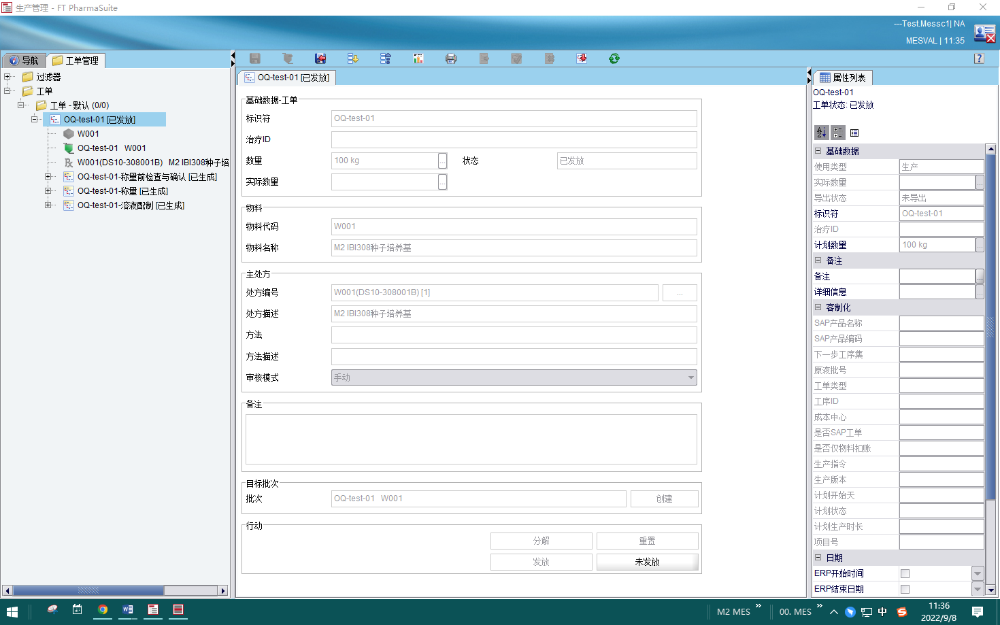 生产管理 - FT PharmaSuite
---Test.Messc1| NA
MESVAL | 11:35
导航
工单管理
过滤器
工单
工单 - 默认 (0/0)
OQ-test-01 [已发放]
W001
OQ-test-01 W001
W001(DS10-308001B) M2 IBI308种子培
OQ-test-01-称量前检查与确认 [已生成]
OQ-test-01-称量 [已生成]
OQ-test-01-溶液配制 [已生成]
OQ-test-01 [已发放]
基础数据-工单
标识符 OQ-test-01
治疗ID
数量 100 kg ... 状态 已发放
实际数量 ...
物料
物料代码 W001
物料名称 M2 IBI308种子培养基
主处方
处方编号 W001(DS10-308001B) [1] ...
处方描述 M2 IBI308种子培养基
方法
方法描述
审核模式 手动
备注
目标批次
批次 OQ-test-01 W001 创建
行动
分解 重置
发放 未发放
属性列表
OQ-test-01
工单状态: 已发放
基础数据
使用类型 生产
实际数量 ...
导出状态 未导出
标识符 OQ-test-01
治疗ID
计划数量 100 kg ...
备注
备注 ...
详细信息 ...
客制化
SAP产品名称
SAP产品编码
下一步工序集
原液批号
工单类型
工序ID
成本中心
是否SAP工单
是否仅物料扣账
生产指令
生产版本
计划开始天
计划状态
计划生产时长
项目号
日期
ERP开始时间
ERP结束日期
M2 MES » 00. MES » 中 11:36
2022/9/8